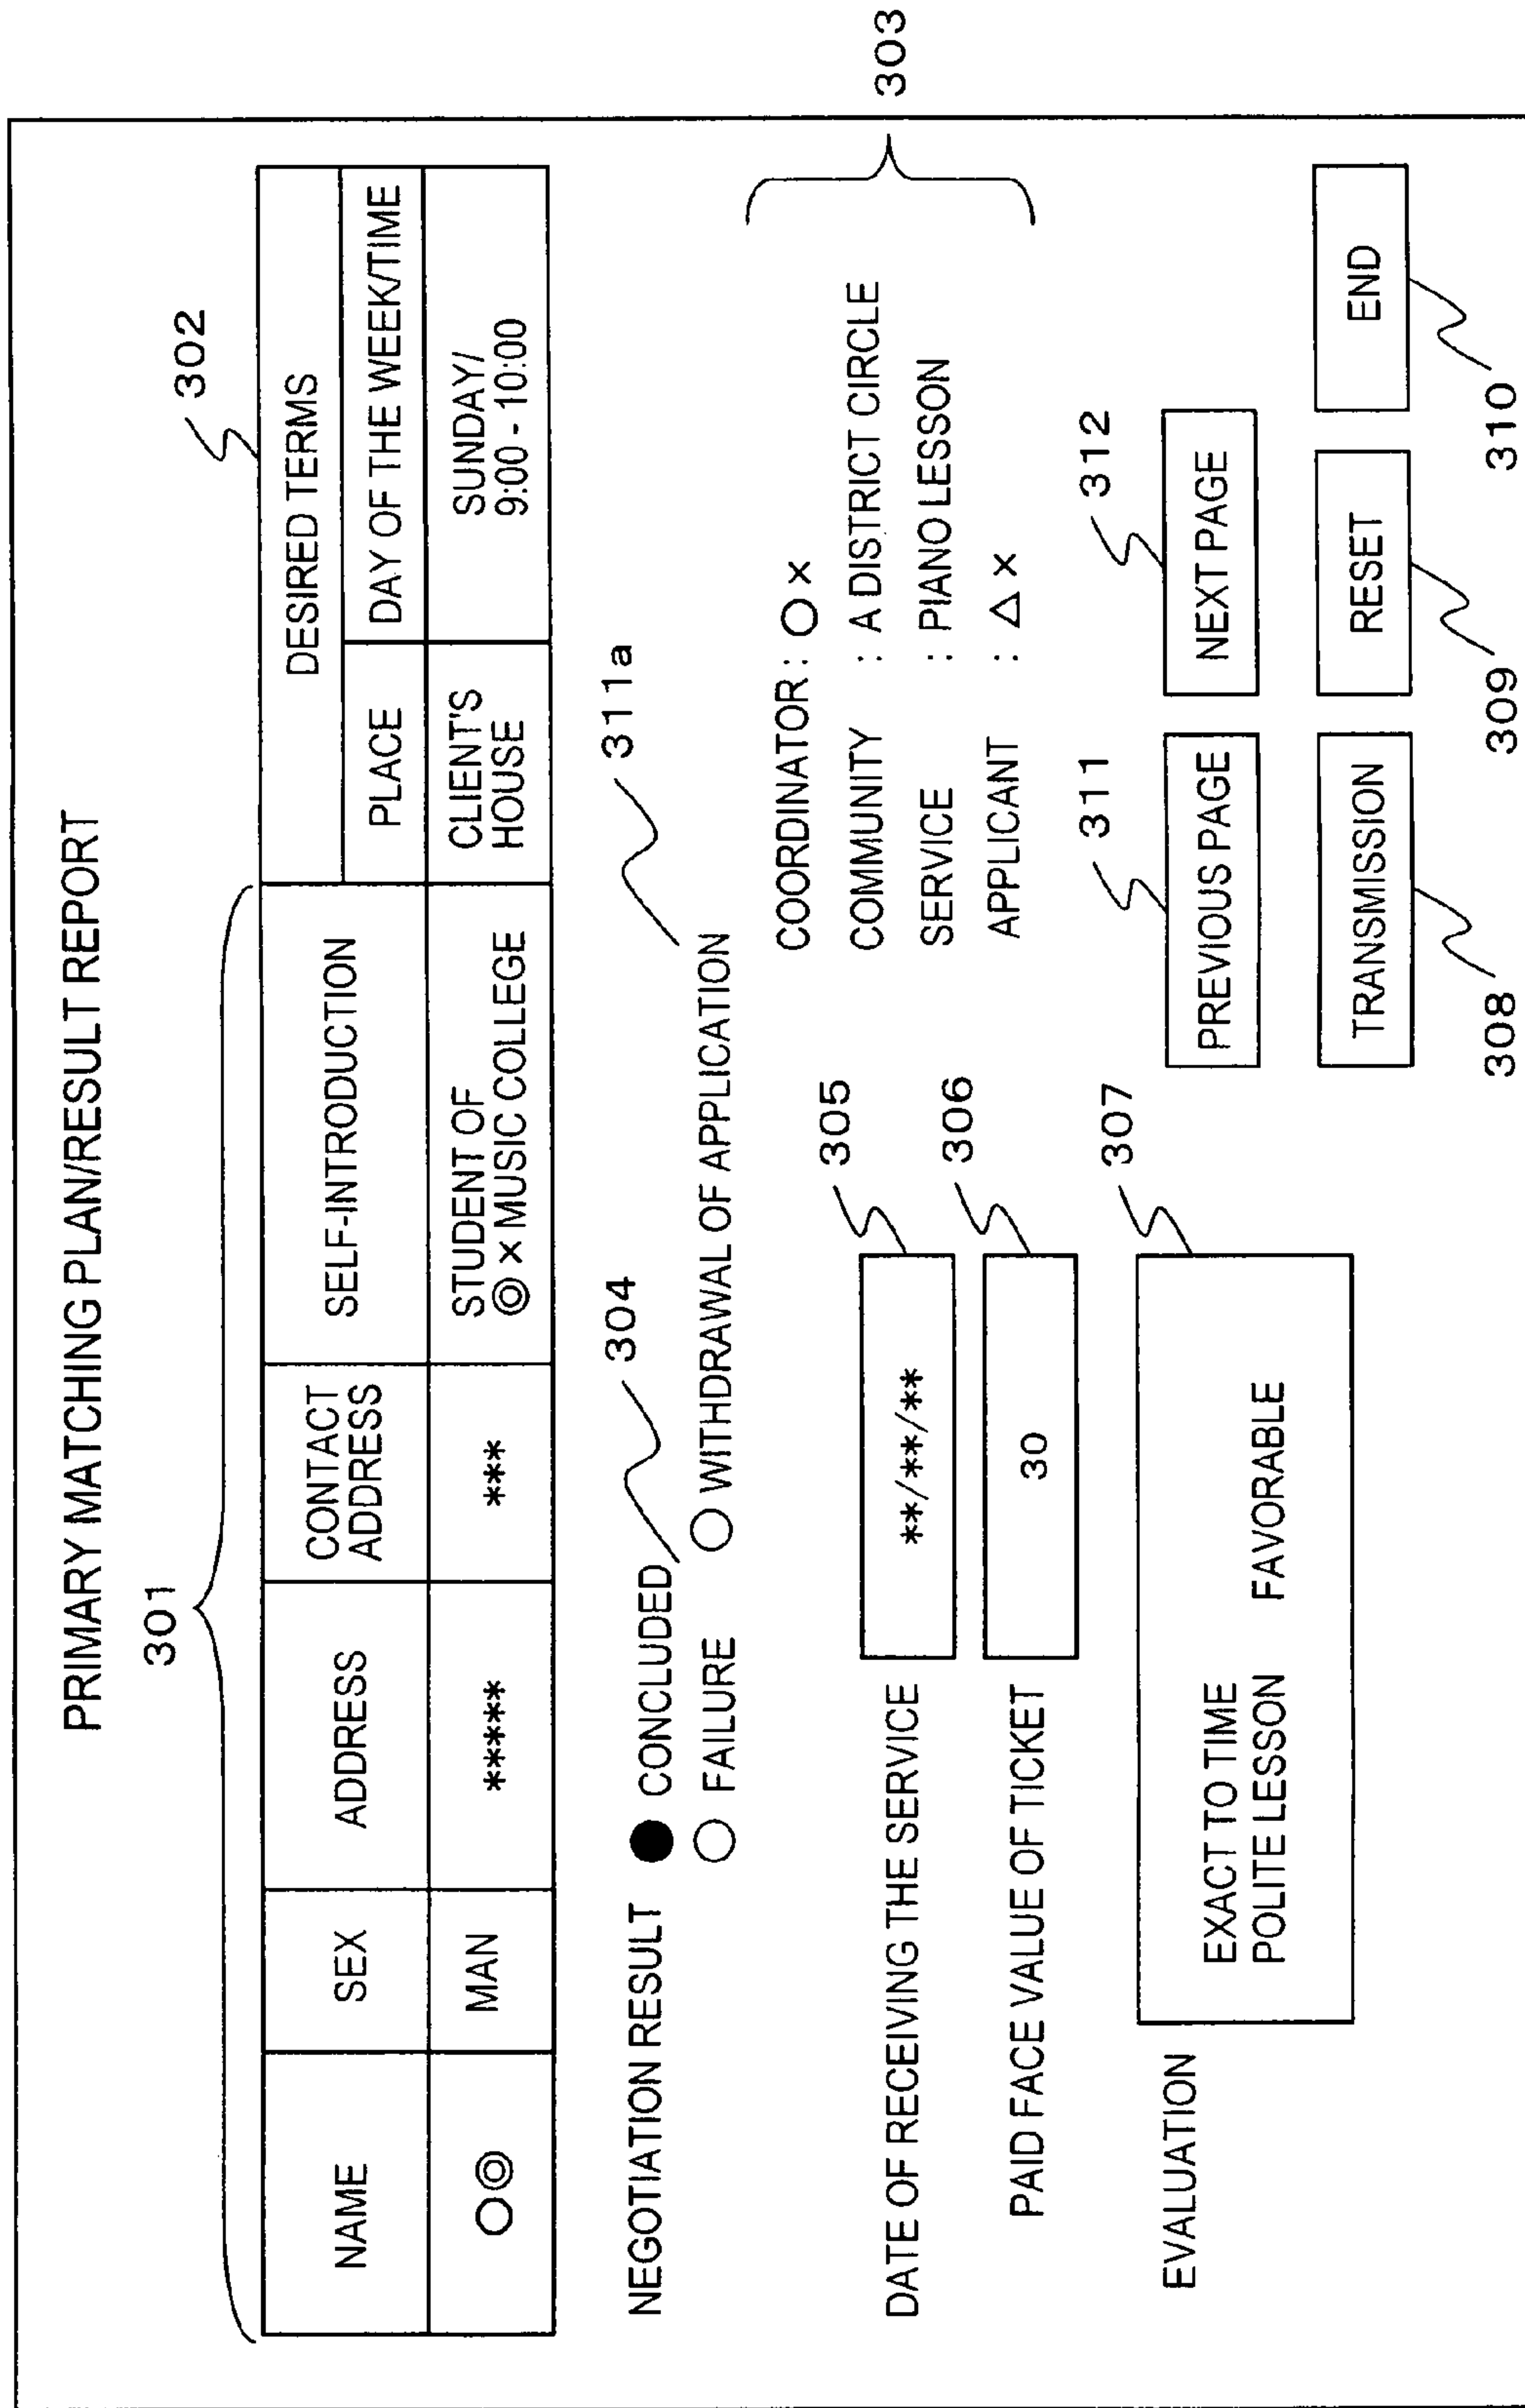 PRIMARY MATCHING PLAN/RESULT REPORT
301
302
NAME SEX ADDRESS CONTACT ADDRESS SELF-INTRODUCTION DESIRED TERMS
PLACE DAY OF THE WEEK/TIME
○◎ MAN ***** *** STUDENT OF CLIENT'S SUNDAY/
◎×MUSIC COLLEGE HOUSE 9:00 - 10:00
304
311a
NEGOTIATION RESULT ● CONCLUDED
○ FAILURE ○ WITHDRAWAL OF APPLICATION
COORDINATOR : ○×
COMMUNITY : A DISTRICT CIRCLE
SERVICE : PIANO LESSON
APPLICANT : △×
303
DATE OF RECEIVING THE SERVICE **/**/** 305
PAID FACE VALUE OF TICKET 30 306
EVALUATION
EXACT TO TIME
POLITE LESSON FAVORABLE
307
311 312
PREVIOUS PAGE NEXT PAGE
TRANSMISSION RESET END
308 309 310